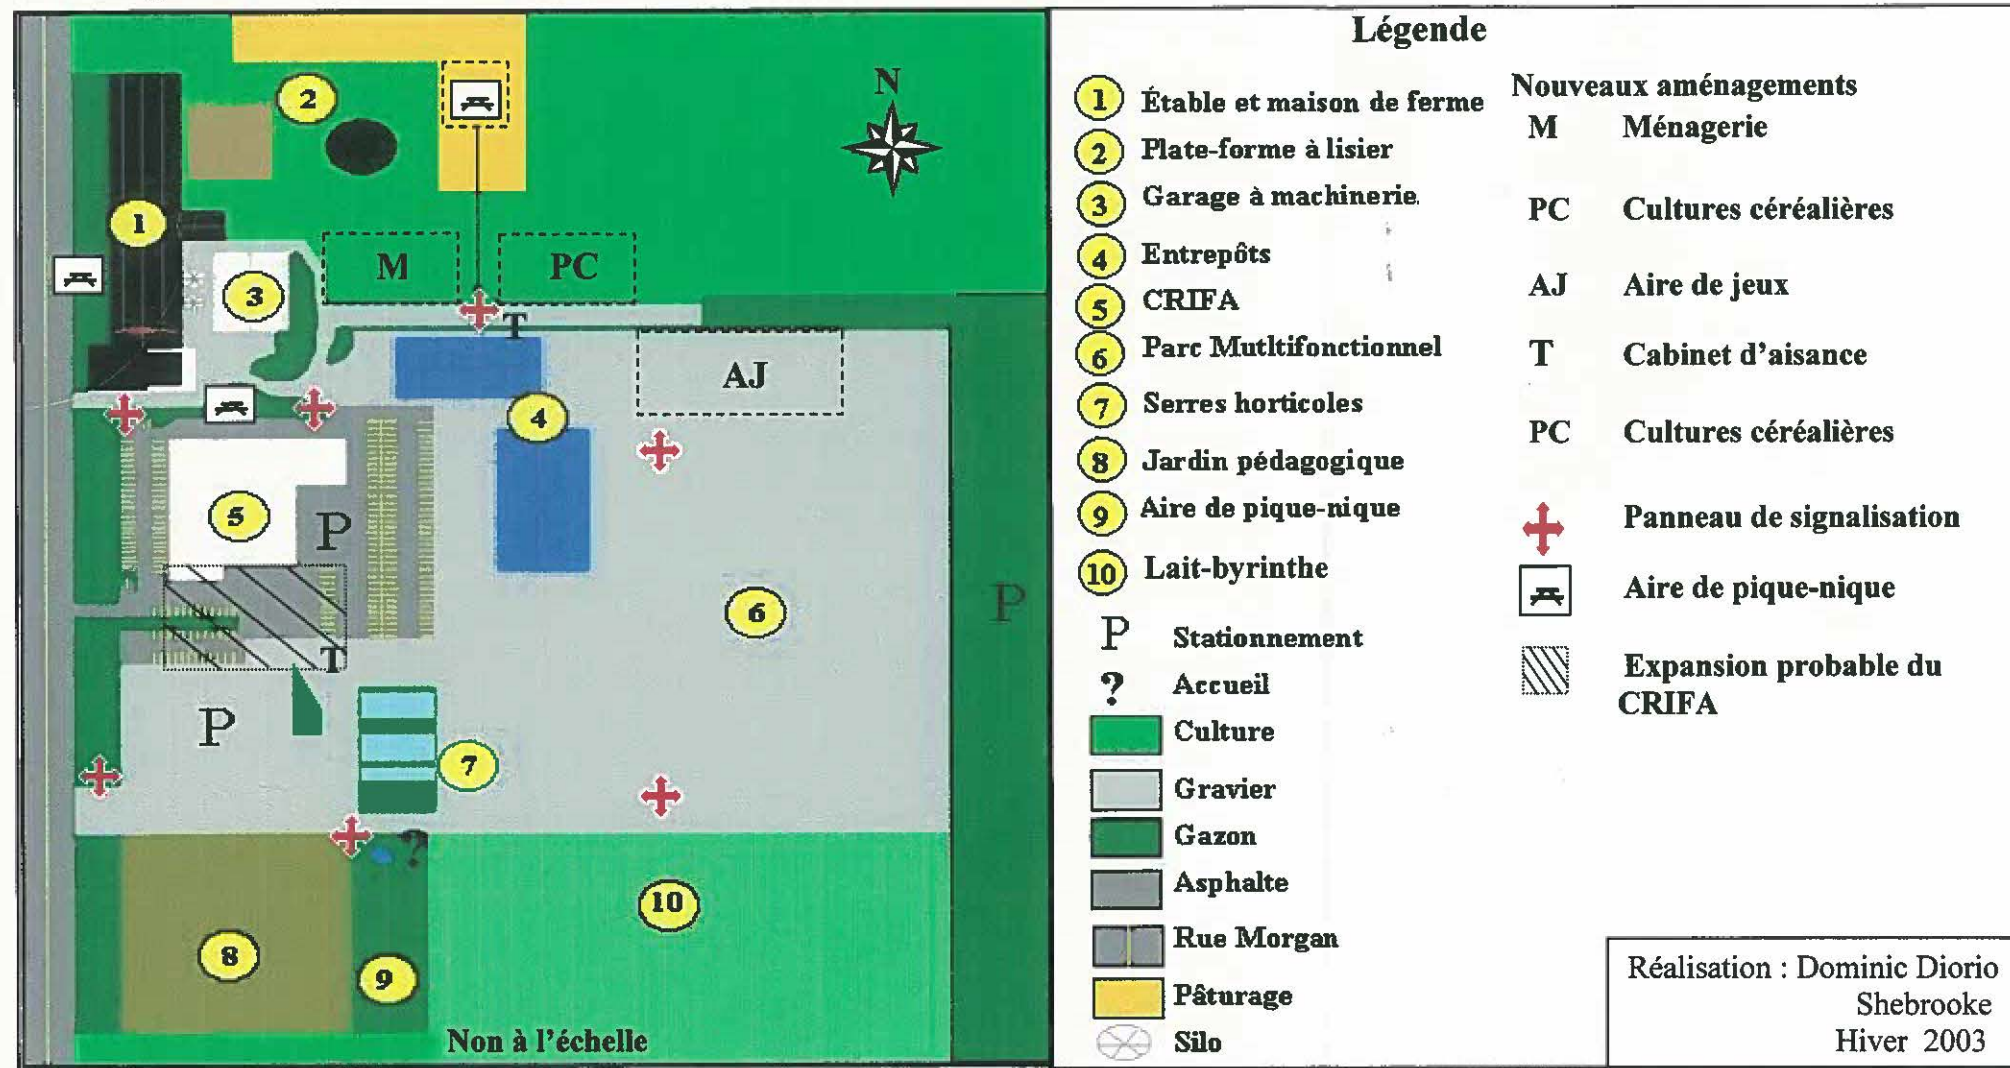 N
1
2
3
M
PC
T
AJ
4
5
P
6
P
T
P
7
?
8
9
10
Non à l'échelle
Légende
1 Étable et maison de ferme
2 Plate-forme à lisier
3 Garage à machinerie.
4 Entrepôts
5 CRIFA
6 Parc Mutltifonctionnel
7 Serres horticoles
8 Jardin pédagogique
9 Aire de pique-nique
10 Lait-byrinthe
P Stationnement
? Accueil
Culture
Gravier
Gazon
Asphalte
Rue Morgan
Pâturage
Silo
Nouveaux aménagements
M Ménagerie
PC Cultures céréalières
AJ Aire de jeux
T Cabinet d'aisance
PC Cultures céréalières
Panneau de signalisation
Aire de pique-nique
Expansion probable du
CRIFA
Réalisation : Dominic Diorio
Shebrooke
Hiver 2003